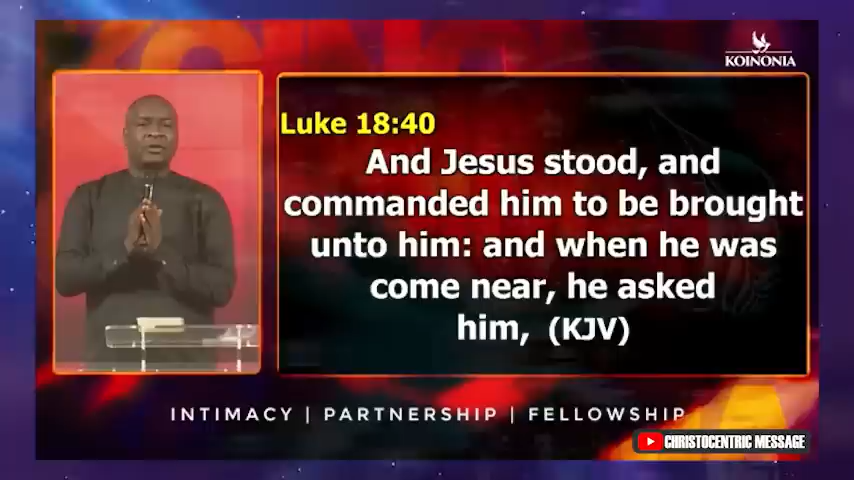 KOINONIA
Luke 18:40
And Jesus stood, and
commanded him to be brought
unto him: and when he was
come near, he asked
him, (KJV)
INTIMACY | PARTNERSHIP | FELLOWSHIP
CHRISTOCENTRIC MESSAGE